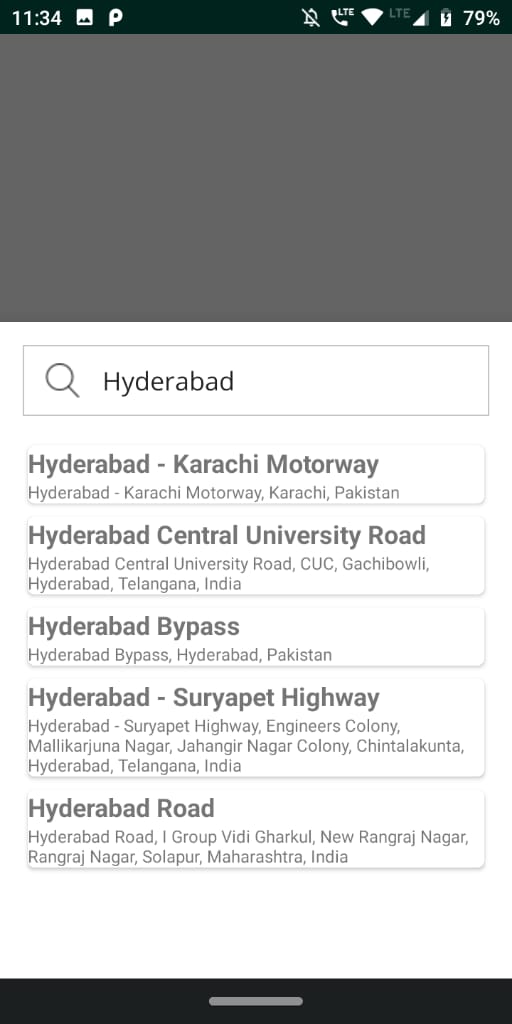 11:34 LTE LTE 79%
Hyderabad
Hyderabad - Karachi Motorway
Hyderabad - Karachi Motorway, Karachi, Pakistan
Hyderabad Central University Road
Hyderabad Central University Road, CUC, Gachibowli,
Hyderabad, Telangana, India
Hyderabad Bypass
Hyderabad Bypass, Hyderabad, Pakistan
Hyderabad - Suryapet Highway
Hyderabad - Suryapet Highway, Engineers Colony,
Mallikarjuna Nagar, Jahangir Nagar Colony, Chintalakunta,
Hyderabad, Telangana, India
Hyderabad Road
Hyderabad Road, I Group Vidi Gharkul, New Rangraj Nagar,
Rangraj Nagar, Solapur, Maharashtra, India